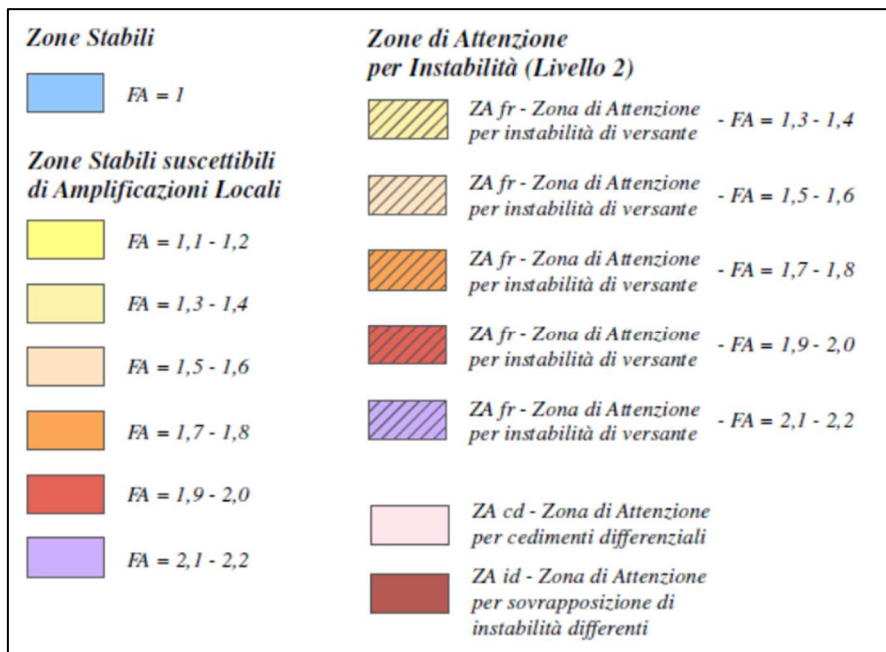 Zone Stabili
FA = 1
Zone Stabili suscettibili
di Amplificazioni Locali
FA = 1,1 - 1,2
FA = 1,3 - 1,4
FA = 1,5 - 1,6
FA = 1,7 - 1,8
FA = 1,9 - 2,0
FA = 2,1 - 2,2
Zone di Attenzione
per Instabilità (Livello 2)
ZA fr - Zona di Attenzione
per instabilità di versante - FA = 1,3 - 1,4
ZA fr - Zona di Attenzione
per instabilità di versante - FA = 1,5 - 1,6
ZA fr - Zona di Attenzione
per instabilità di versante - FA = 1,7 - 1,8
ZA fr - Zona di Attenzione
per instabilità di versante - FA = 1,9 - 2,0
ZA fr - Zona di Attenzione
per instabilità di versante - FA = 2,1 - 2,2
ZA cd - Zona di Attenzione
per cedimenti differenziali
ZA id - Zona di Attenzione
per sovrapposizione di
instabilità differenti